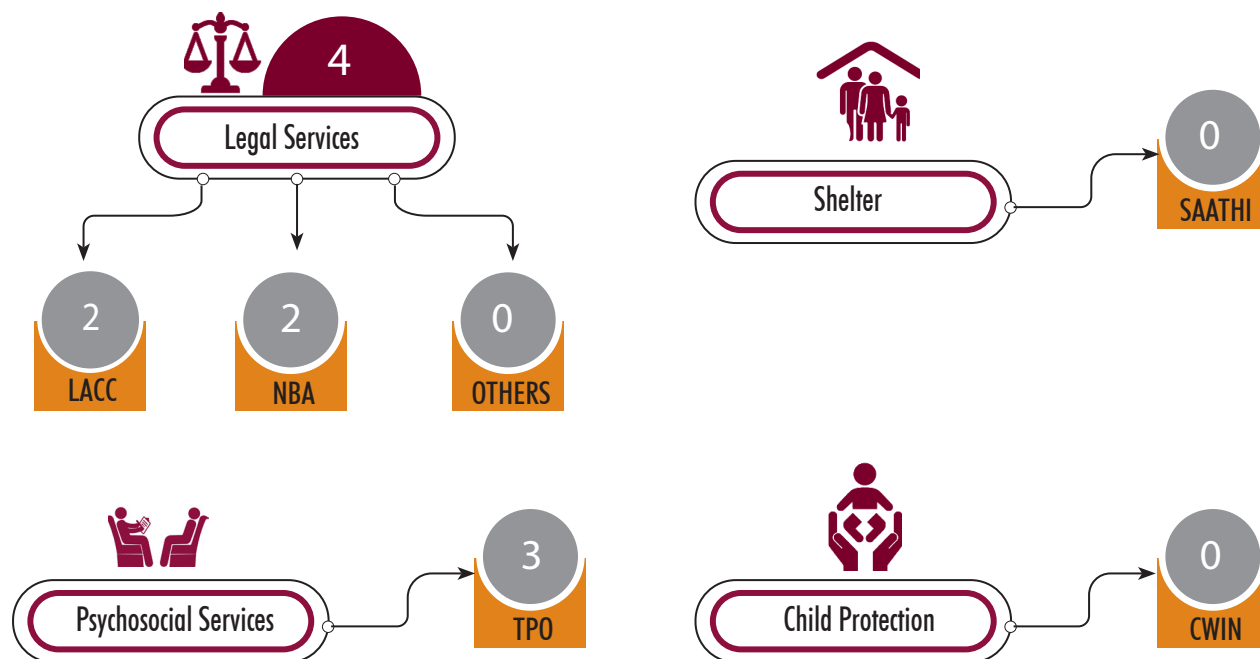 4
Legal Services
2
LACC
2
NBA
0
OTHERS
Shelter
0
SAATHI
Psychosocial Services
3
TPO
Child Protection
0
CWIN